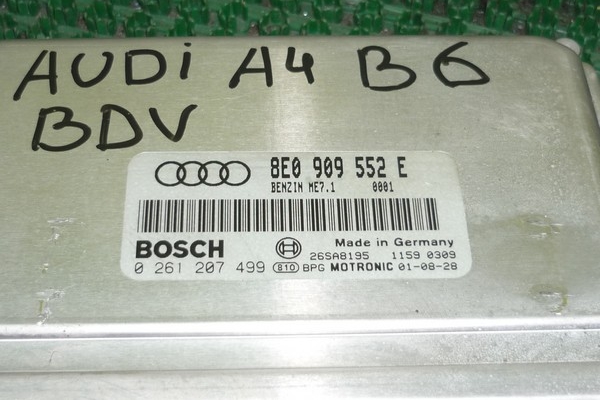 AUDi A4 B6
BDV
8E0 909 552 E
BENZIN ME7.1 0001
BOSCH Made in Germany
26SA8195 1159 0309
0 261 207 499 810 BPG MOTRONIC 01-08-28